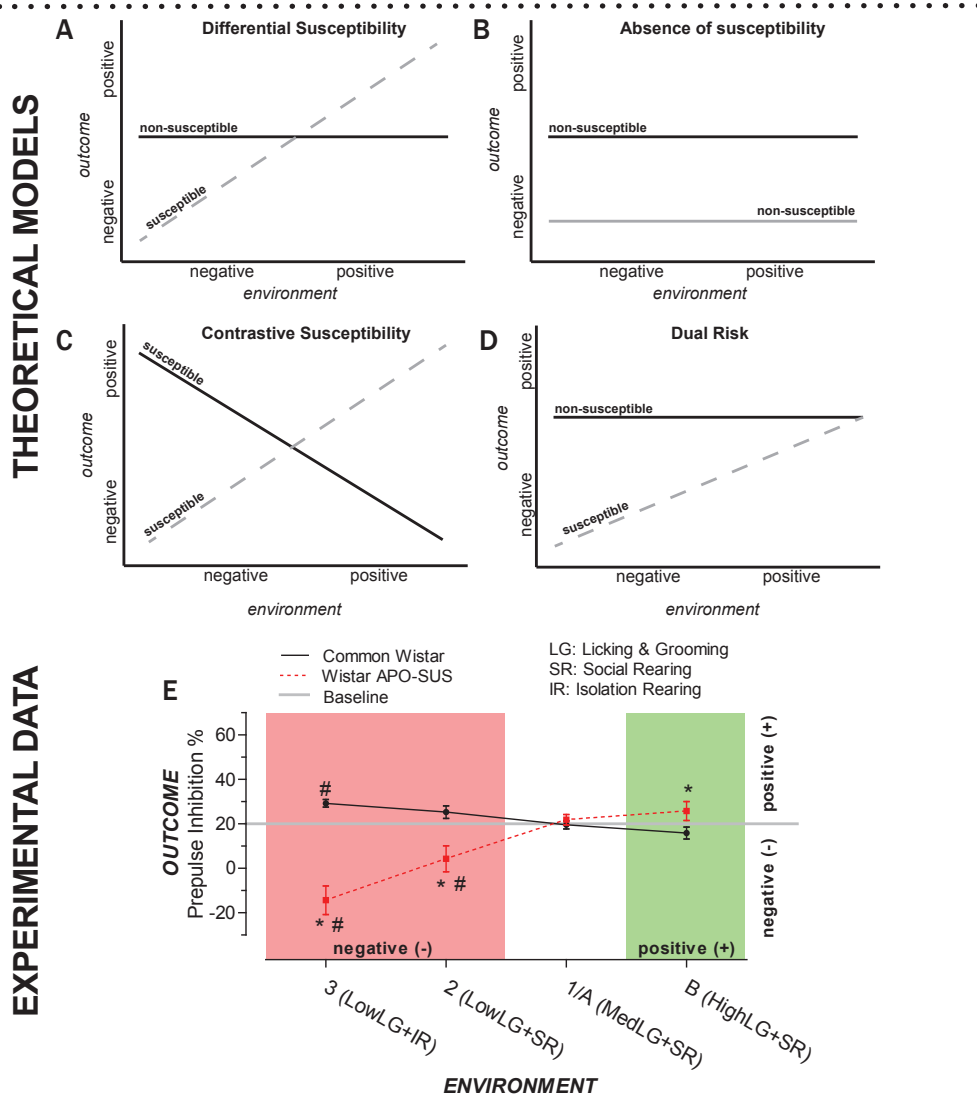 THEORETICAL MODELS
A
Differential Susceptibility
positive
outcome
negative
non-susceptible
susceptible
negative
positive
environment
B
Absence of susceptibility
positive
outcome
negative
non-susceptible
non-susceptible
negative
positive
environment
C
Contrastive Susceptibility
positive
outcome
negative
susceptible
susceptible
negative
positive
environment
D
Dual Risk
positive
outcome
negative
non-susceptible
susceptible
negative
positive
environment
EXPERIMENTAL DATA
E
Common Wistar
Wistar APO-SUS
Baseline
LG: Licking & Grooming
SR: Social Rearing
IR: Isolation Rearing
OUTCOME
Prepulse Inhibition %
60
40
20
0
-20
#
* #
* #
*
positive (+)
negative (-)
negative (-)
positive (+)
3 (LowLG+IR)
2 (LowLG+SR)
1/A (MedLG+SR)
B (HighLG+SR)
ENVIRONMENT